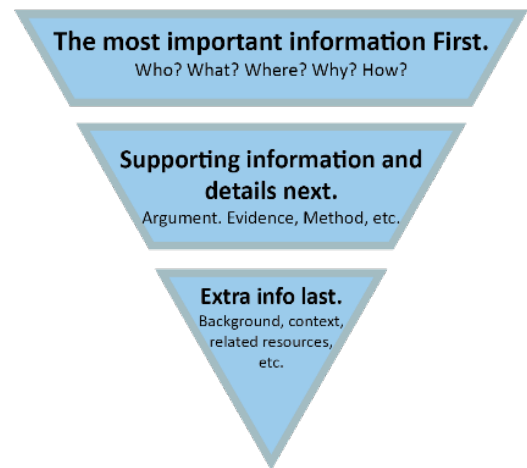 The most important information First.
Who? What? Where? Why? How?
Supporting information and
details next.
Argument. Evidence, Method, etc.
Extra info last.
Background, context,
related resources,
etc.